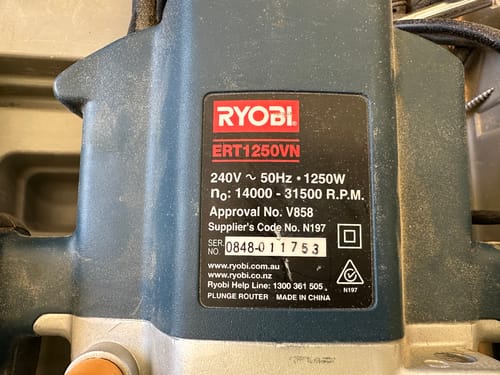 RYOBI
ERT1250VN
240V ~ 50Hz • 1250W
no: 14000 - 31500 R.P.M.
Approval No. V858
Supplier's Code No. N197
SER. NO. 0848-011753
www.ryobi.com.au
www.ryobi.co.nz
Ryobi Help Line: 1300 361 505
N197
PLUNGE ROUTER MADE IN CHINA